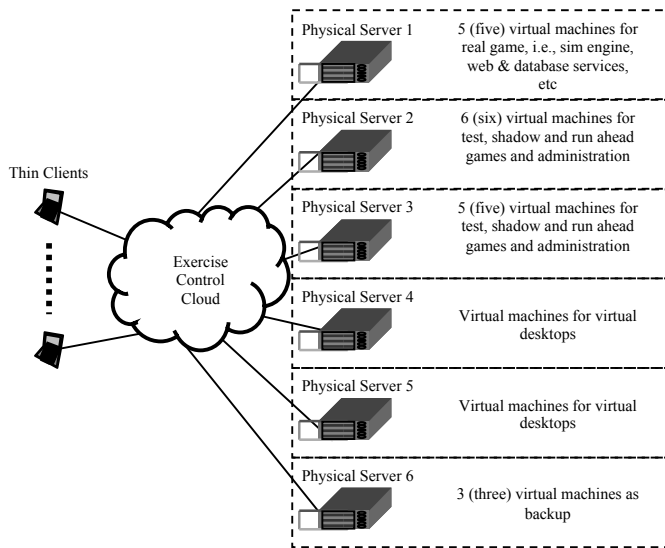 Thin Clients
Exercise
Control
Cloud
Physical Server 1
5 (five) virtual machines for
real game, i.e., sim engine,
web & database services,
etc
Physical Server 2
6 (six) virtual machines for
test, shadow and run ahead
games and administration
Physical Server 3
5 (five) virtual machines for
test, shadow and run ahead
games and administration
Physical Server 4
Virtual machines for virtual
desktops
Physical Server 5
Virtual machines for virtual
desktops
Physical Server 6
3 (three) virtual machines as
backup